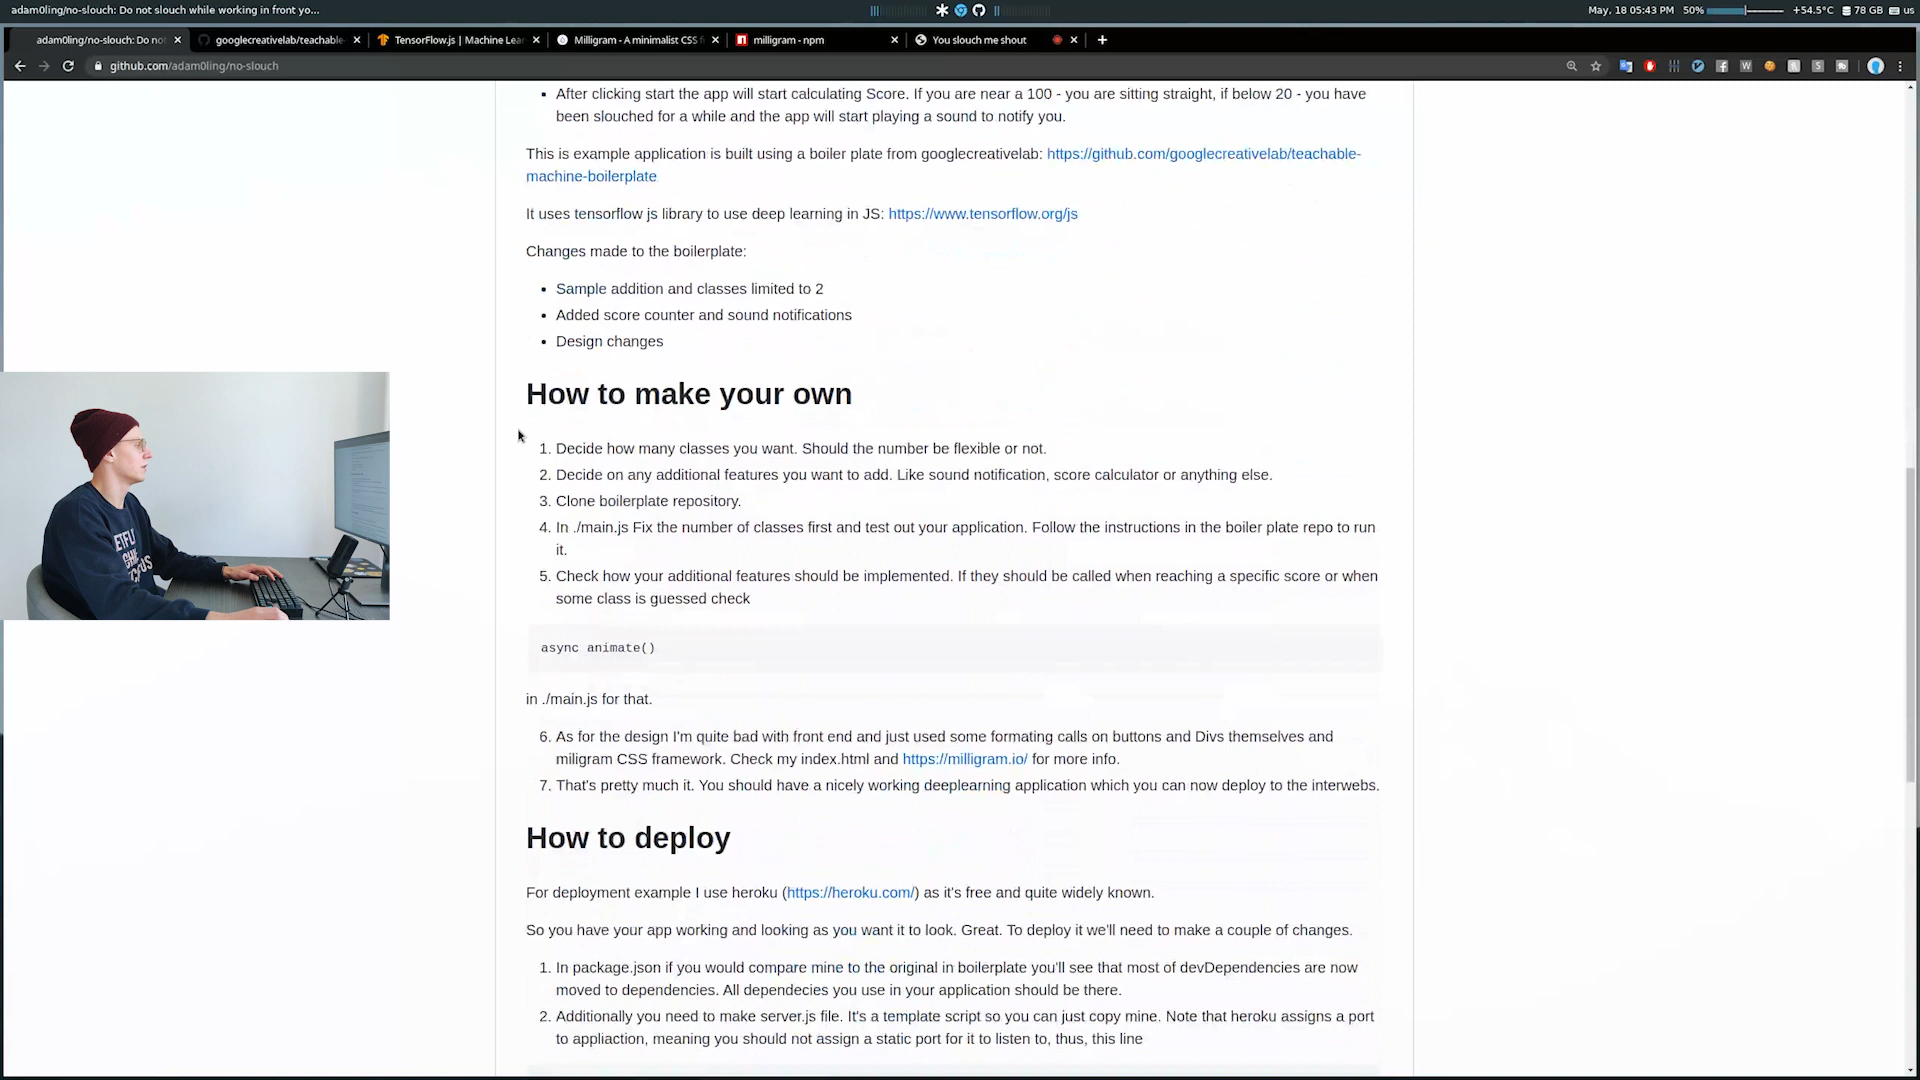 adam0ling/no-slouch: Do not slouch while working in front yo...
May, 18 05:43 PM 50% +54.5°C 78 GB us
adam0ling/no-slouch: Do no
googlecreativelab/teachable-
TensorFlow.js | Machine Lea
Milligram - A minimalist CSS f
milligram - npm
You slouch me shout
github.com/adam0ling/no-slouch
• After clicking start the app will start calculating Score. If you are near a 100 - you are sitting straight, if below 20 - you have
been slouched for a while and the app will start playing a sound to notify you.
This is example application is built using a boiler plate from googlecreativelab: https://github.com/googlecreativelab/teachable-
machine-boilerplate
It uses tensorflow js library to use deep learning in JS: https://www.tensorflow.org/js
Changes made to the boilerplate:
• Sample addition and classes limited to 2
• Added score counter and sound notifications
• Design changes
How to make your own
1. Decide how many classes you want. Should the number be flexible or not.
2. Decide on any additional features you want to add. Like sound notification, score calculator or anything else.
3. Clone boilerplate repository.
4. In ./main.js Fix the number of classes first and test out your application. Follow the instructions in the boiler plate repo to run
it.
5. Check how your additional features should be implemented. If they should be called when reaching a specific score or when
some class is guessed check
async animate()
in ./main.js for that.
6. As for the design I'm quite bad with front end and just used some formating calls on buttons and Divs themselves and
miligram CSS framework. Check my index.html and https://milligram.io/ for more info.
7. That's pretty much it. You should have a nicely working deeplearning application which you can now deploy to the interwebs.
How to deploy
For deployment example I use heroku (https://heroku.com/) as it's free and quite widely known.
So you have your app working and looking as you want it to look. Great. To deploy it we'll need to make a couple of changes.
1. In package.json if you would compare mine to the original in boilerplate you'll see that most of devDependencies are now
moved to dependencies. All dependecies you use in your application should be there.
2. Additionally you need to make server.js file. It's a template script so you can just copy mine. Note that heroku assigns a port
to appliaction, meaning you should not assign a static port for it to listen to, thus, this line